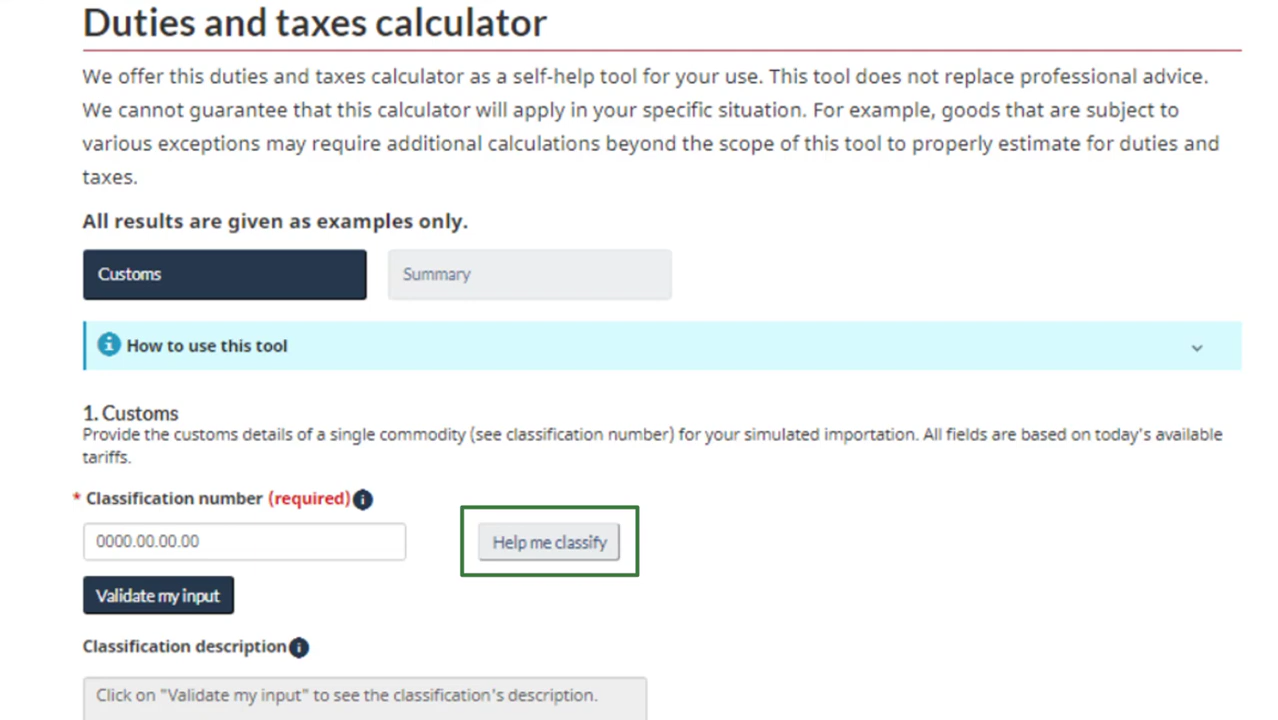 Duties and taxes calculator
We offer this duties and taxes calculator as a self-help tool for your use. This tool does not replace professional advice.
We cannot guarantee that this calculator will apply in your specific situation. For example, goods that are subject to
various exceptions may require additional calculations beyond the scope of this tool to properly estimate for duties and
taxes.
All results are given as examples only.
Customs Summary
How to use this tool
1. Customs
Provide the customs details of a single commodity (see classification number) for your simulated importation. All fields are based on today's available
tariffs.
* Classification number (required)
0000.00.00.00 Help me classify
Validate my input
Classification description
Click on "Validate my input" to see the classification's description.